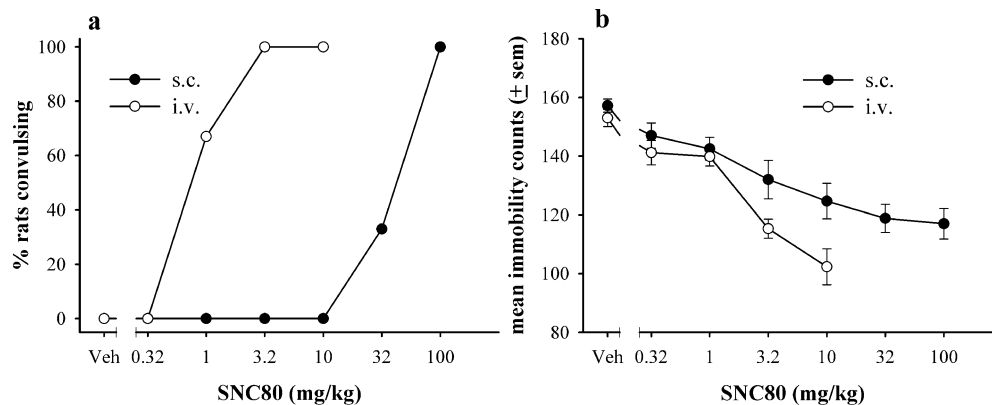 a
% rats convulsing
100
80
60
40
20
0
s.c.
i.v.
Veh 0.32 1 3.2 10 32 100
SNC80 (mg/kg)
b
mean immobility counts (± sem)
180
160
140
120
100
80
s.c.
i.v.
Veh 0.32 1 3.2 10 32 100
SNC80 (mg/kg)